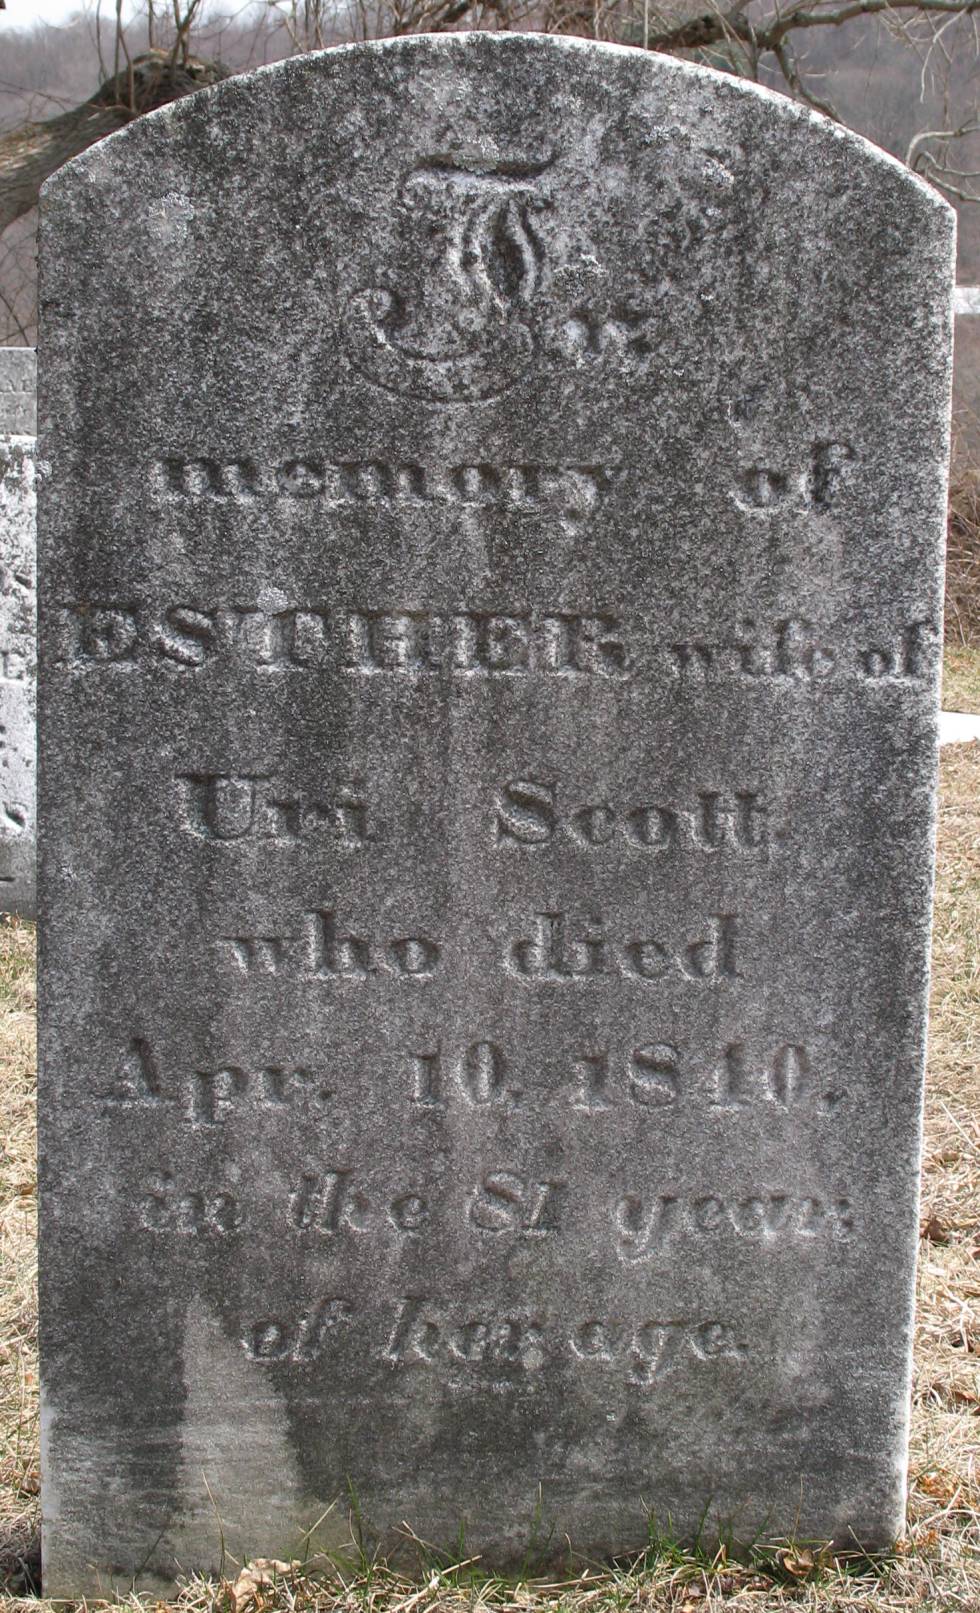 memory of
ESTHER wife of
Uri Scott.
who died
Apr. 10, 1840,
in the 81 year
of her age.